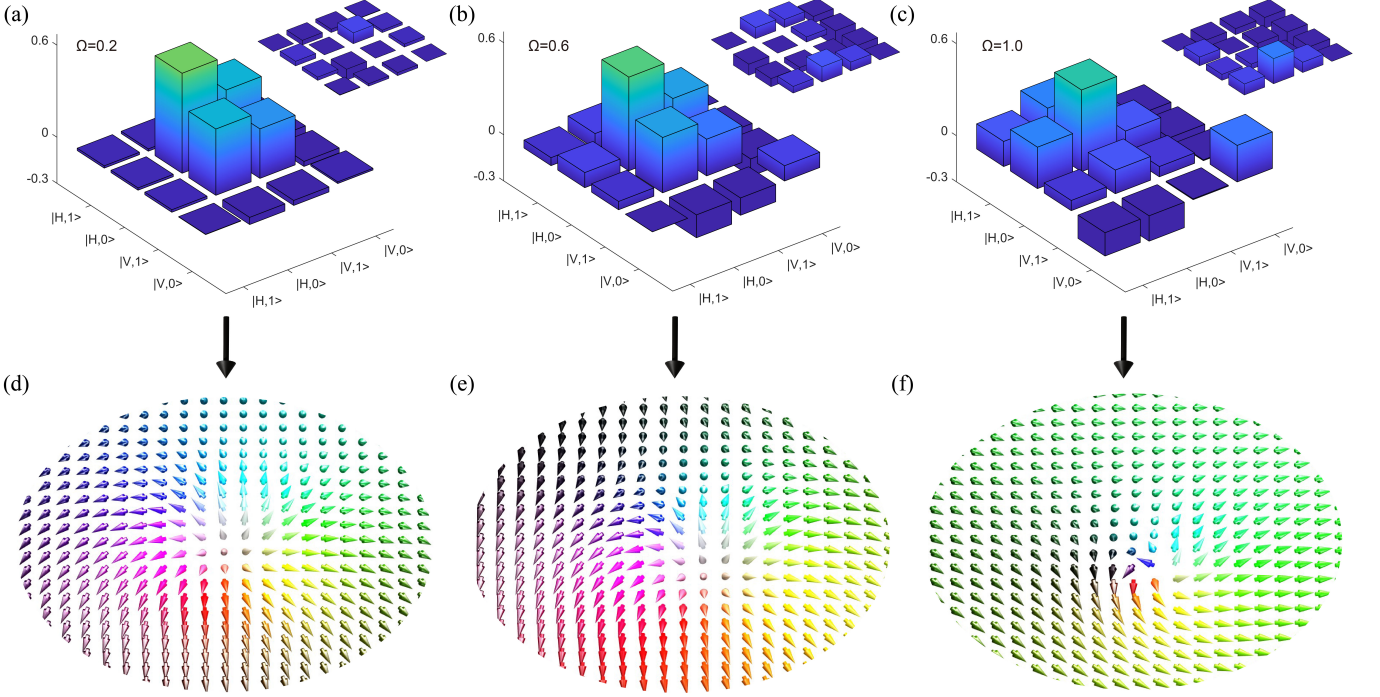 (a)
0.6
Ω=0.2
0
-0.3
|H,1>
|H,0>
|V,1>
|V,0>
|H,1>
|H,0>
|V,1>
|V,0>
(b)
0.6
Ω=0.6
0
-0.3
|H,1>
|H,0>
|V,1>
|V,0>
|H,1>
|H,0>
|V,1>
|V,0>
(c)
0.6
Ω=1.0
0
-0.3
|H,1>
|H,0>
|V,1>
|V,0>
|H,1>
|H,0>
|V,1>
|V,0>
(d)
(e)
(f)